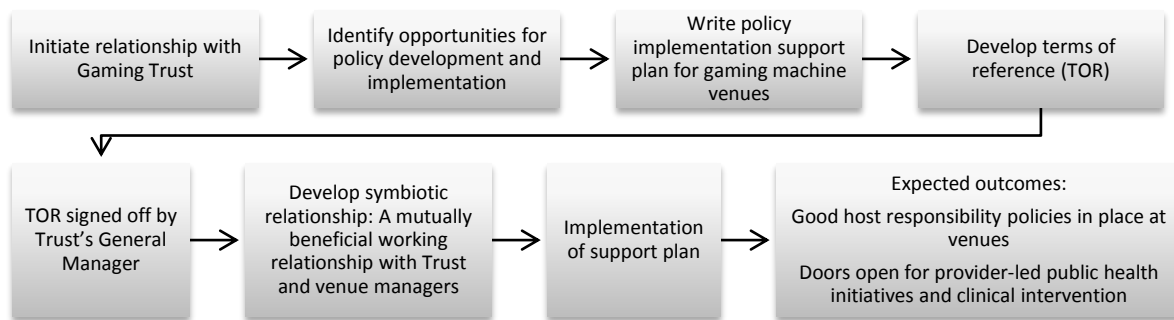 Initiate relationship with
Gaming Trust
Identify opportunities for
policy development and
implementation
Write policy
implementation support
plan for gaming machine
venues
Develop terms of
reference (TOR)
TOR signed off by
Trust’s General
Manager
Develop symbiotic
relationship: A mutually
beneficial working
relationship with Trust
and venue managers
Implementation
of support plan
Expected outcomes:
Good host responsibility policies in place at
venues
Doors open for provider-led public health
initiatives and clinical intervention